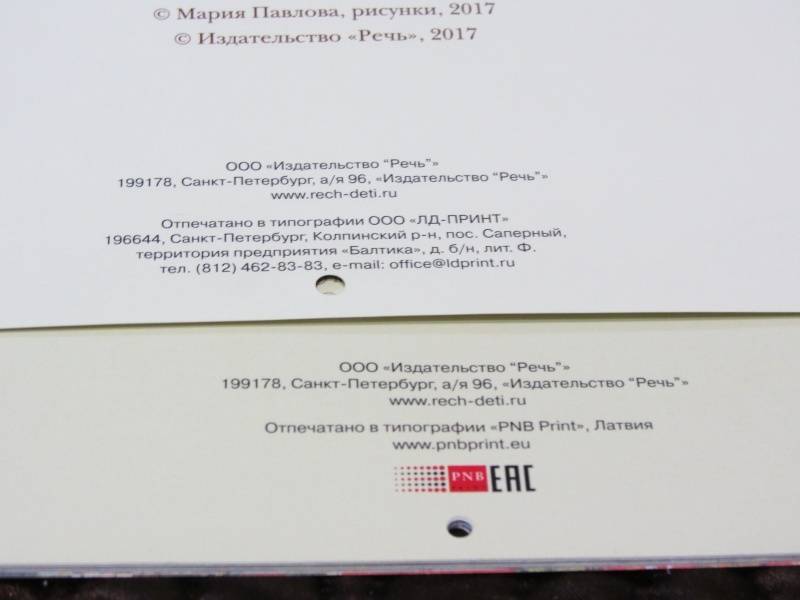 © Мария Павлова, рисунки, 2017
© Издательство «Речь», 2017
ООО «Издательство “Речь”»
199178, Санкт-Петербург, а/я 96, «Издательство “Речь”»
www.rech-deti.ru
Отпечатано в типографии ООО «ЛД-ПРИНТ»
196644, Санкт-Петербург, Колпинский р-н, пос. Саперный,
территория предприятия «Балтика», д. б/н, лит. Ф.
тел. (812) 462-83-83, e-mail: office@ldprint.ru
ООО «Издательство “Речь”»
199178, Санкт-Петербург, а/я 96, «Издательство “Речь”»
www.rech-deti.ru
Отпечатано в типографии «PNB Print», Латвия
www.pnbprint.eu
PNB EAC